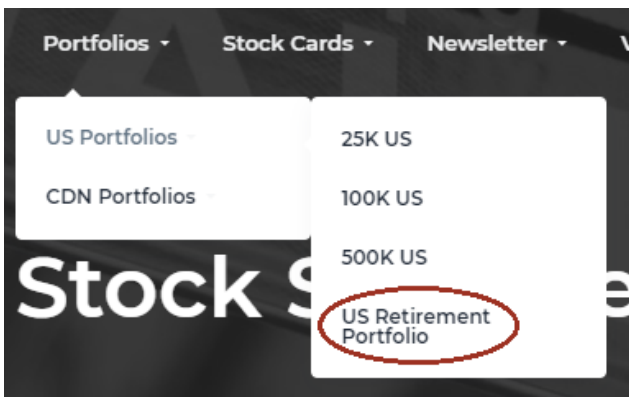 Portfolios
Stock Cards
Newsletter
US Portfolios
CDN Portfolios
25K US
100K US
500K US
US Retirement
Portfolio
Stock